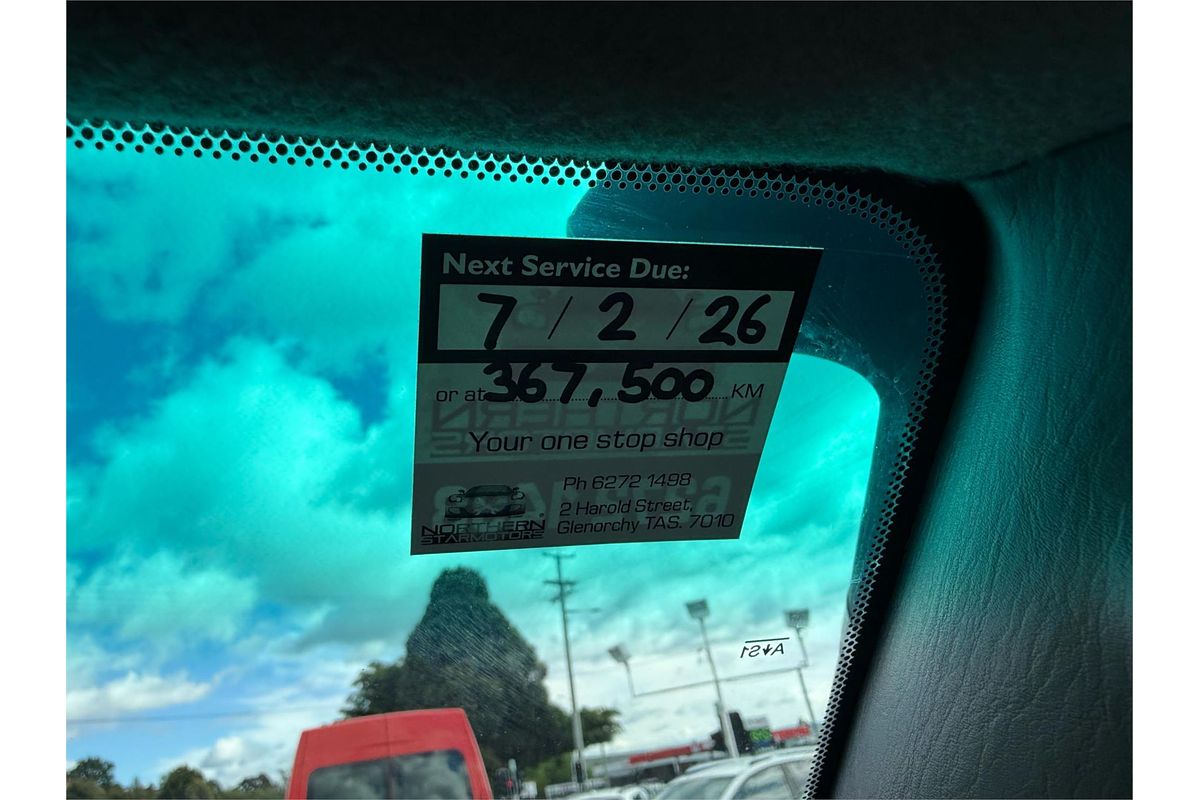 Next Service Due:
7 / 2 / 26
or at 367,500 KM
Your one stop shop
Ph 6272 1498
2 Harold Street,
Glenorchy TAS. 7010
NORTHERN
STARMOTORS
AS1